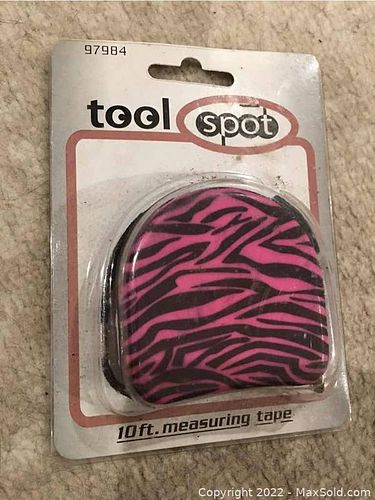 97984
tool spot
10 ft. measuring tape
Copyright 2022 - MaxSold.com